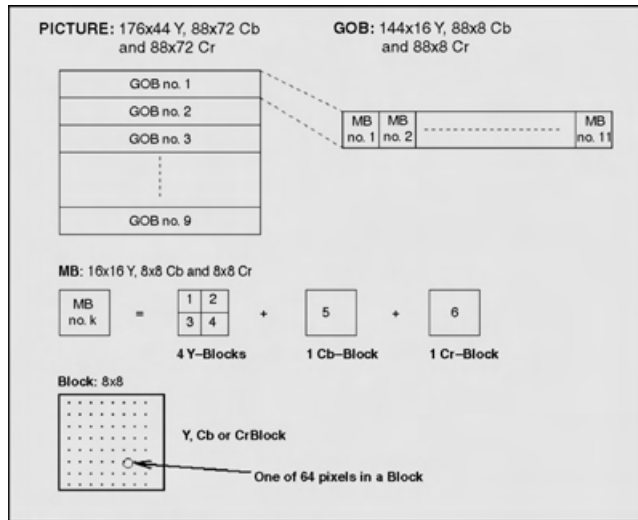 PICTURE: 176x44 Y, 88x72 Cb
and 88x72 Cr
GOB: 144x16 Y, 88x8 Cb
and 88x8 Cr
GOB no. 1
GOB no. 2
GOB no. 3
GOB no. 9
MB
no. 1
MB
no. 2
MB
no. 11
MB: 16x16 Y, 8x8 Cb and 8x8 Cr
MB
no. k
=
1 2
3 4
+
5
+
6
4 Y–Blocks
1 Cb–Block
1 Cr–Block
Block: 8x8
Y, Cb or CrBlock
One of 64 pixels in a Block